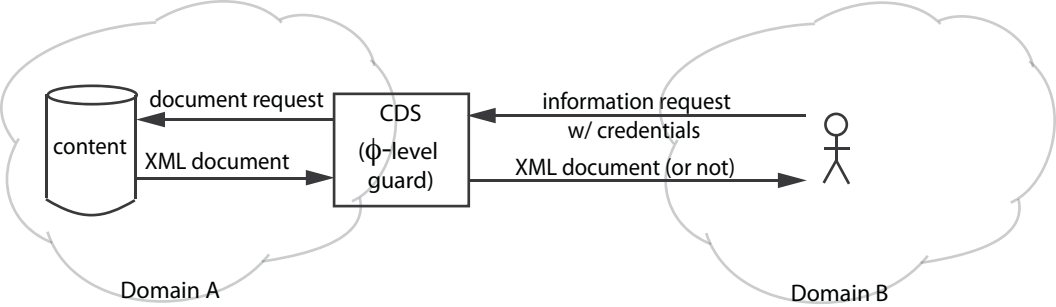 document request
content
XML document
CDS
(ϕ-level
guard)
information request
w/ credentials
XML document (or not)
Domain A
Domain B